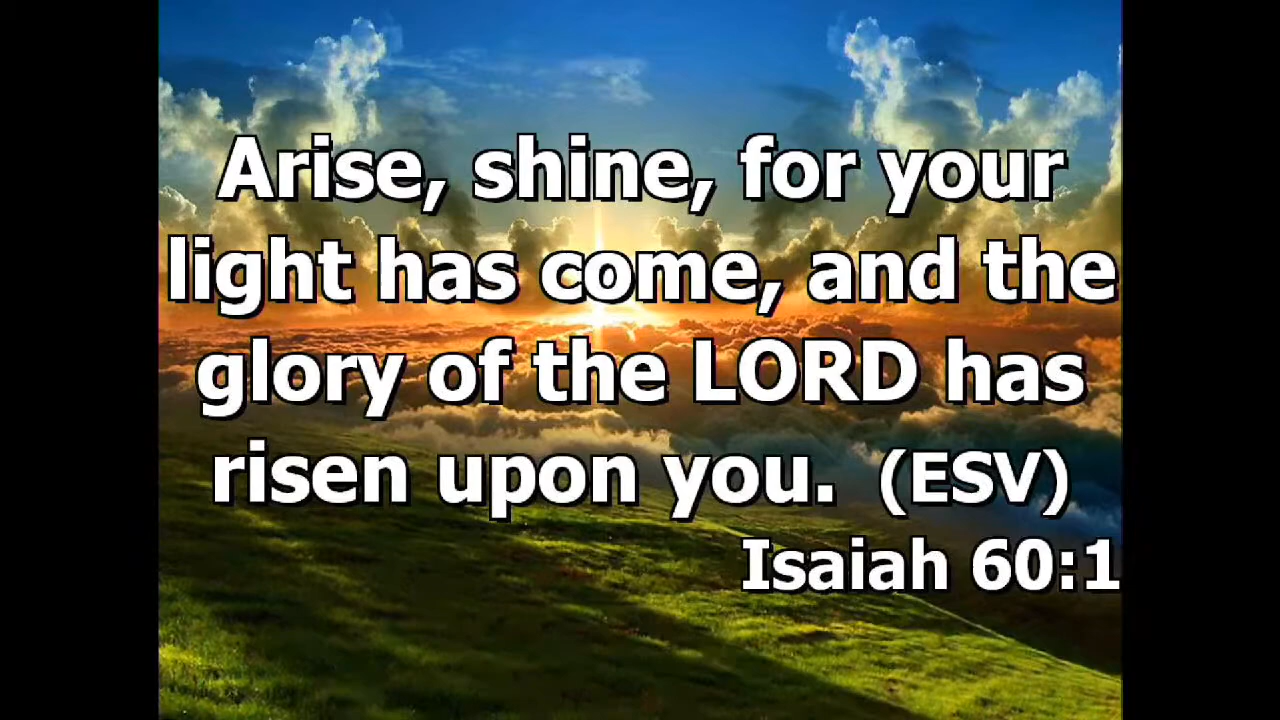 Arise, shine, for your
light has come, and the
glory of the LORD has
risen upon you. (ESV)
Isaiah 60:1